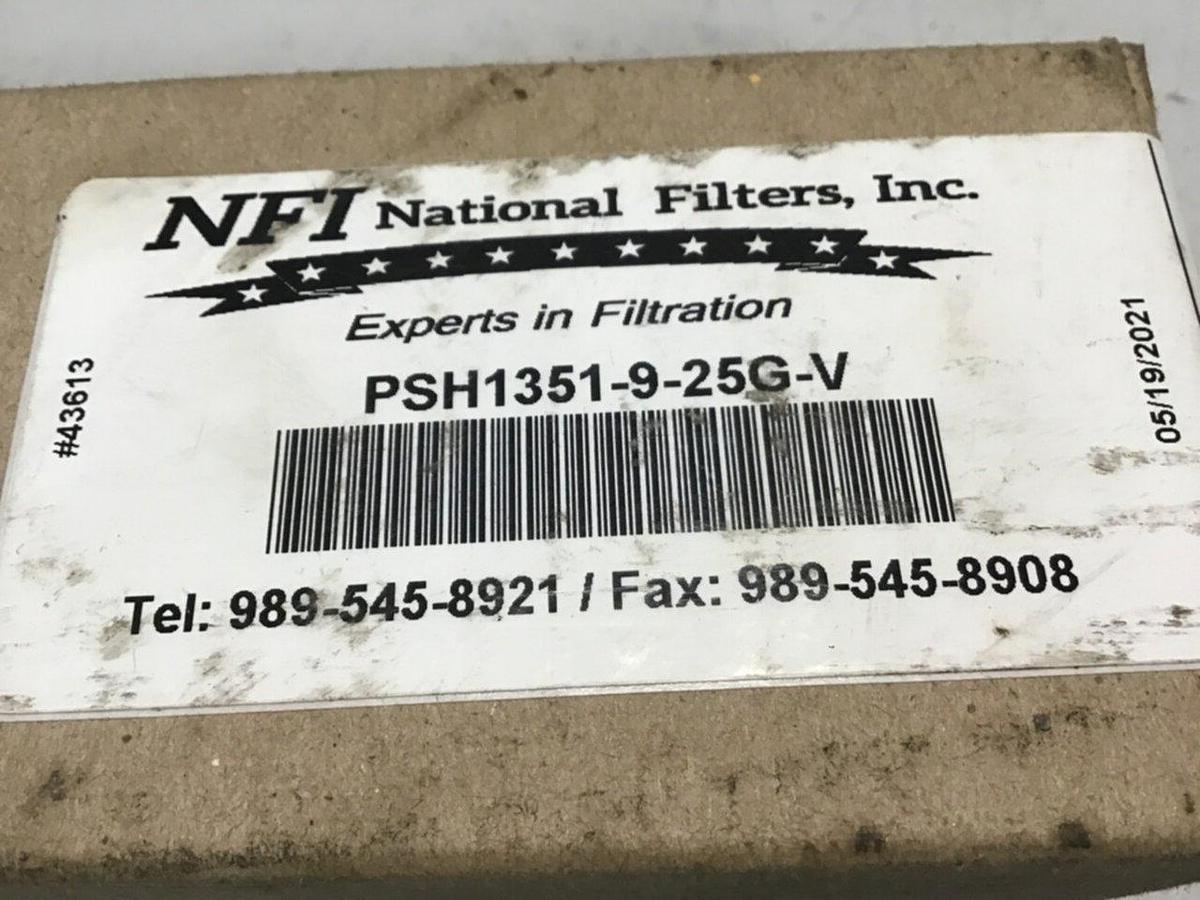 NFI National Filters, Inc.
Experts in Filtration
PSH1351-9-25G-V
#43613
05/19/2021
Tel: 989-545-8921 / Fax: 989-545-8908